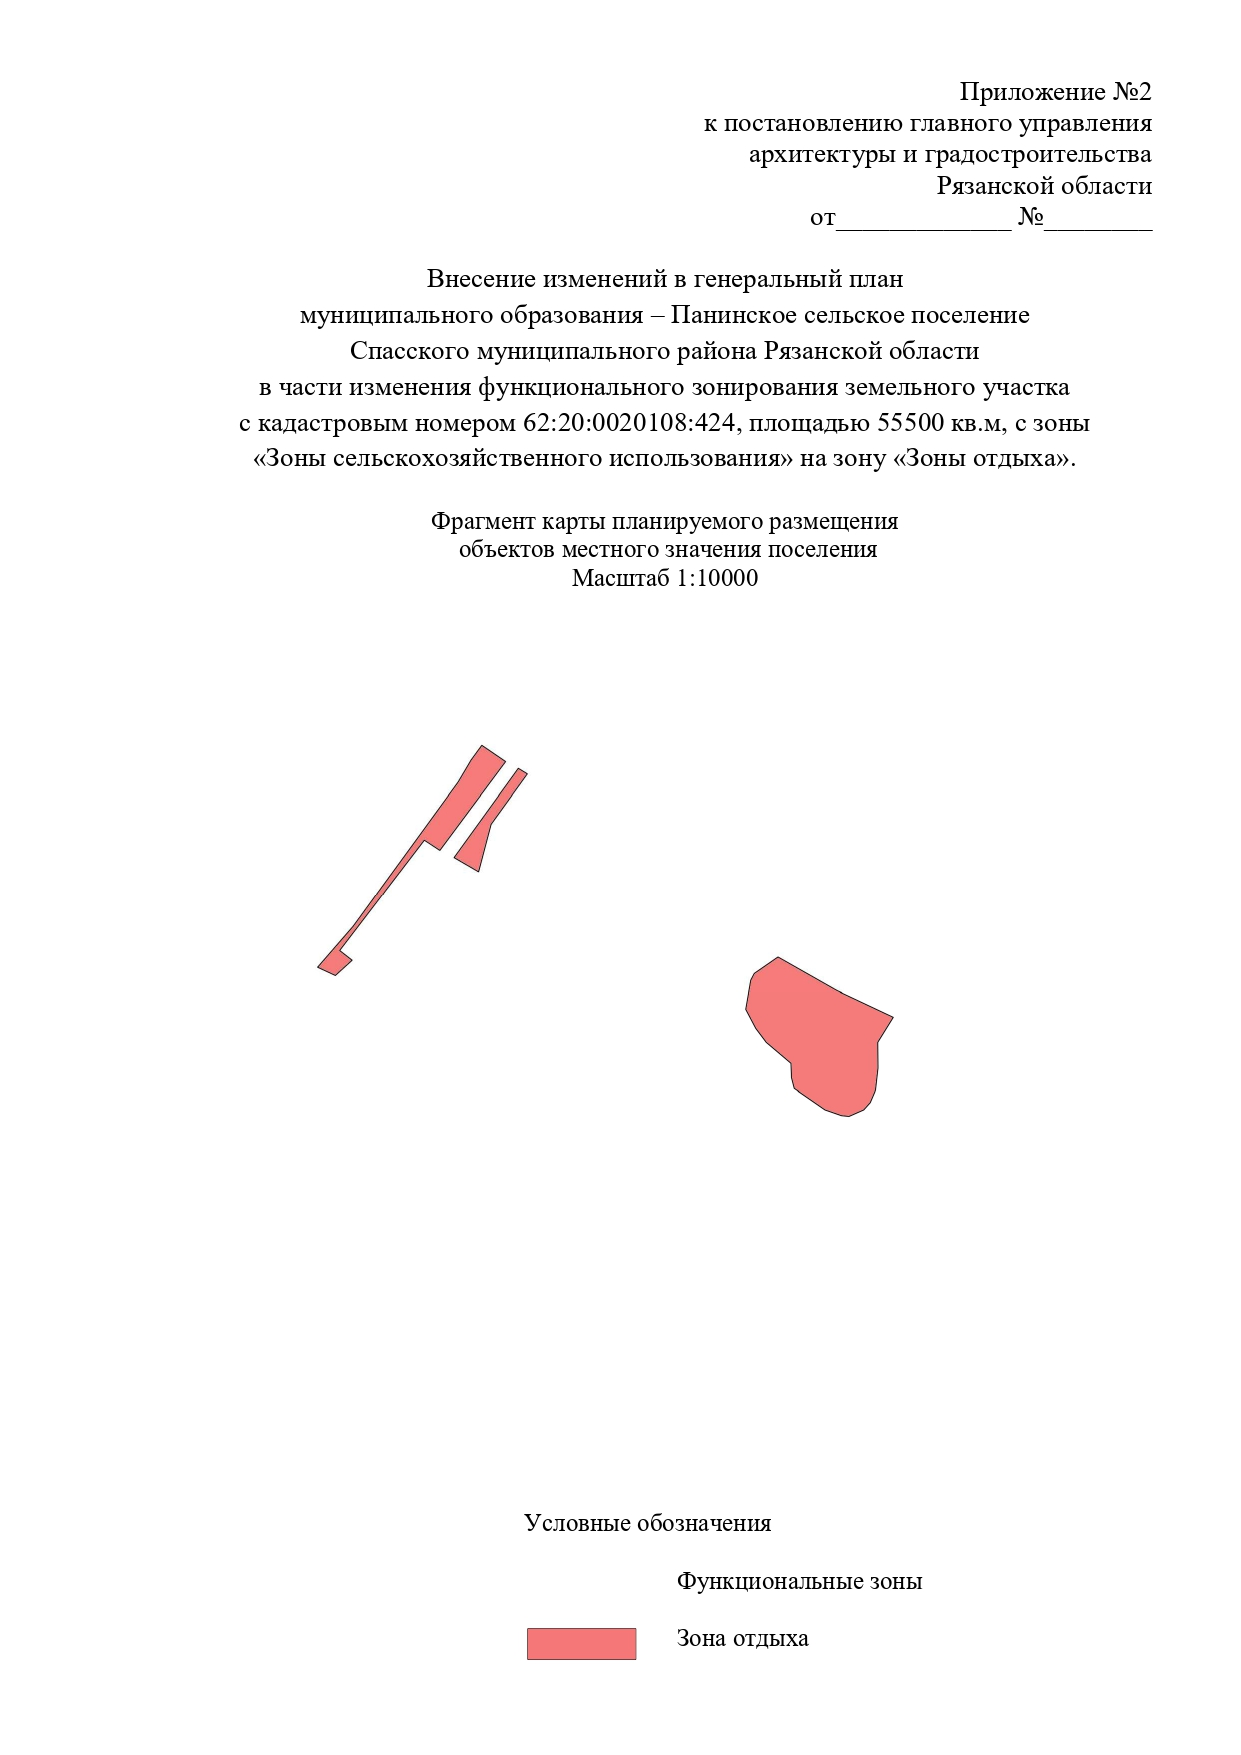 Приложение №2
к постановлению главного управления
архитектуры и градостроительства
Рязанской области
от_____________ №________
Внесение изменений в генеральный план
муниципального образования – Панинское сельское поселение
Спасского муниципального района Рязанской области
в части изменения функционального зонирования земельного участка
с кадастровым номером 62:20:0020108:424, площадью 55500 кв.м, с зоны
«Зоны сельскохозяйственного использования» на зону «Зоны отдыха».
Фрагмент карты планируемого размещения
объектов местного значения поселения
Масштаб 1:10000
Условные обозначения
Функциональные зоны
Зона отдыха